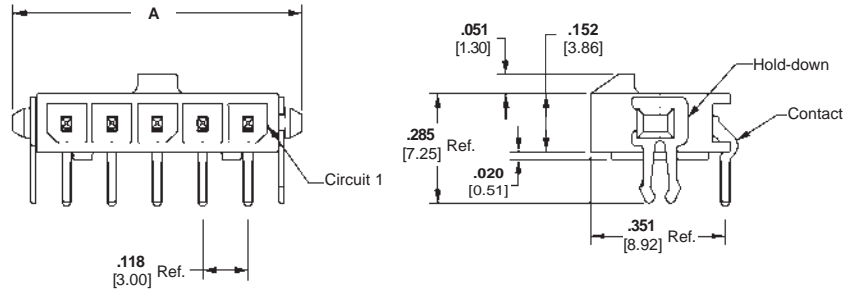 A
Circuit 1
.118
[3.00] Ref.
.051
[1.30]
.152
[3.86]
Hold-down
Contact
.285
[7.25] Ref.
.020
[0.51]
.351
[8.92] Ref.